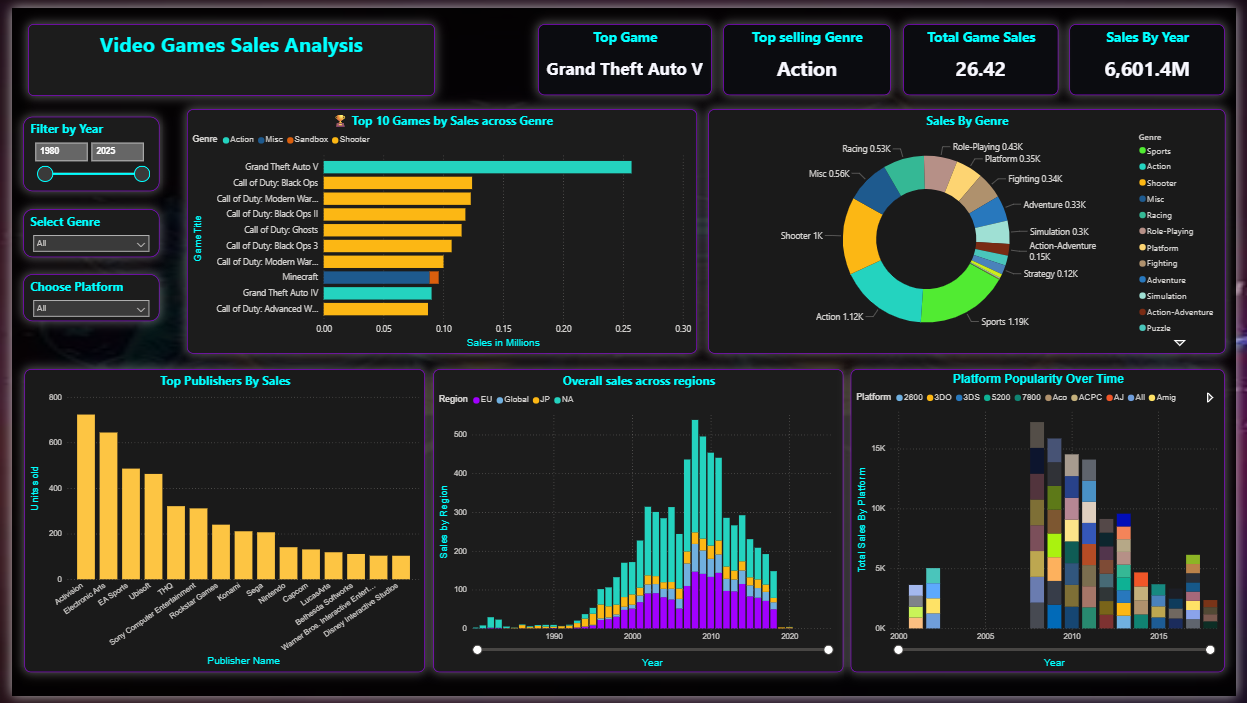 Video Games Sales Analysis
Top Game
Grand Theft Auto V
Top selling Genre
Action
Total Game Sales
26.42
Sales By Year
6,601.4M
Filter by Year
1980 2025
Select Genre
All
Choose Platform
All
🏆 Top 10 Games by Sales across Genre
Genre Action Misc Sandbox Shooter
Game Title
Grand Theft Auto V
Call of Duty: Black Ops
Call of Duty: Modern War...
Call of Duty: Black Ops II
Call of Duty: Ghosts
Call of Duty: Black Ops 3
Call of Duty: Modern War...
Minecraft
Grand Theft Auto IV
Call of Duty: Advanced W...
0.00 0.05 0.10 0.15 0.20 0.25 0.30
Sales in Millions
Sales By Genre
Racing 0.53K
Role-Playing 0.43K
Platform 0.35K
Misc 0.56K
Fighting 0.34K
Adventure 0.33K
Shooter 1K
Simulation 0.3K
Action-Adventure
0.15K
Strategy 0.12K
Action 1.12K
Sports 1.19K
Genre
Sports
Action
Shooter
Misc
Racing
Role-Playing
Platform
Fighting
Adventure
Simulation
Action-Adventure
Puzzle
Top Publishers By Sales
Units sold
800
600
400
200
0
Activision
Electronic Arts
EA Sports
Ubisoft
THQ
Sony Computer Entertainment
Rockstar Games
Konami
Sega
Nintendo
Capcom
LucasArts
Bethesda Softworks
Warner Bros. Interactive Entert...
Disney Interactive Studios
Publisher Name
Overall sales across regions
Region EU Global JP NA
Sales by Region
500
400
300
200
100
0
1990 2000 2010 2020
Year
Platform Popularity Over Time
Platform 2600 3DO 3DS 5200 7800 Aco ACPC AJ All Amig
Total Sales By Platform
15K
10K
5K
0K
2000 2005 2010 2015
Year